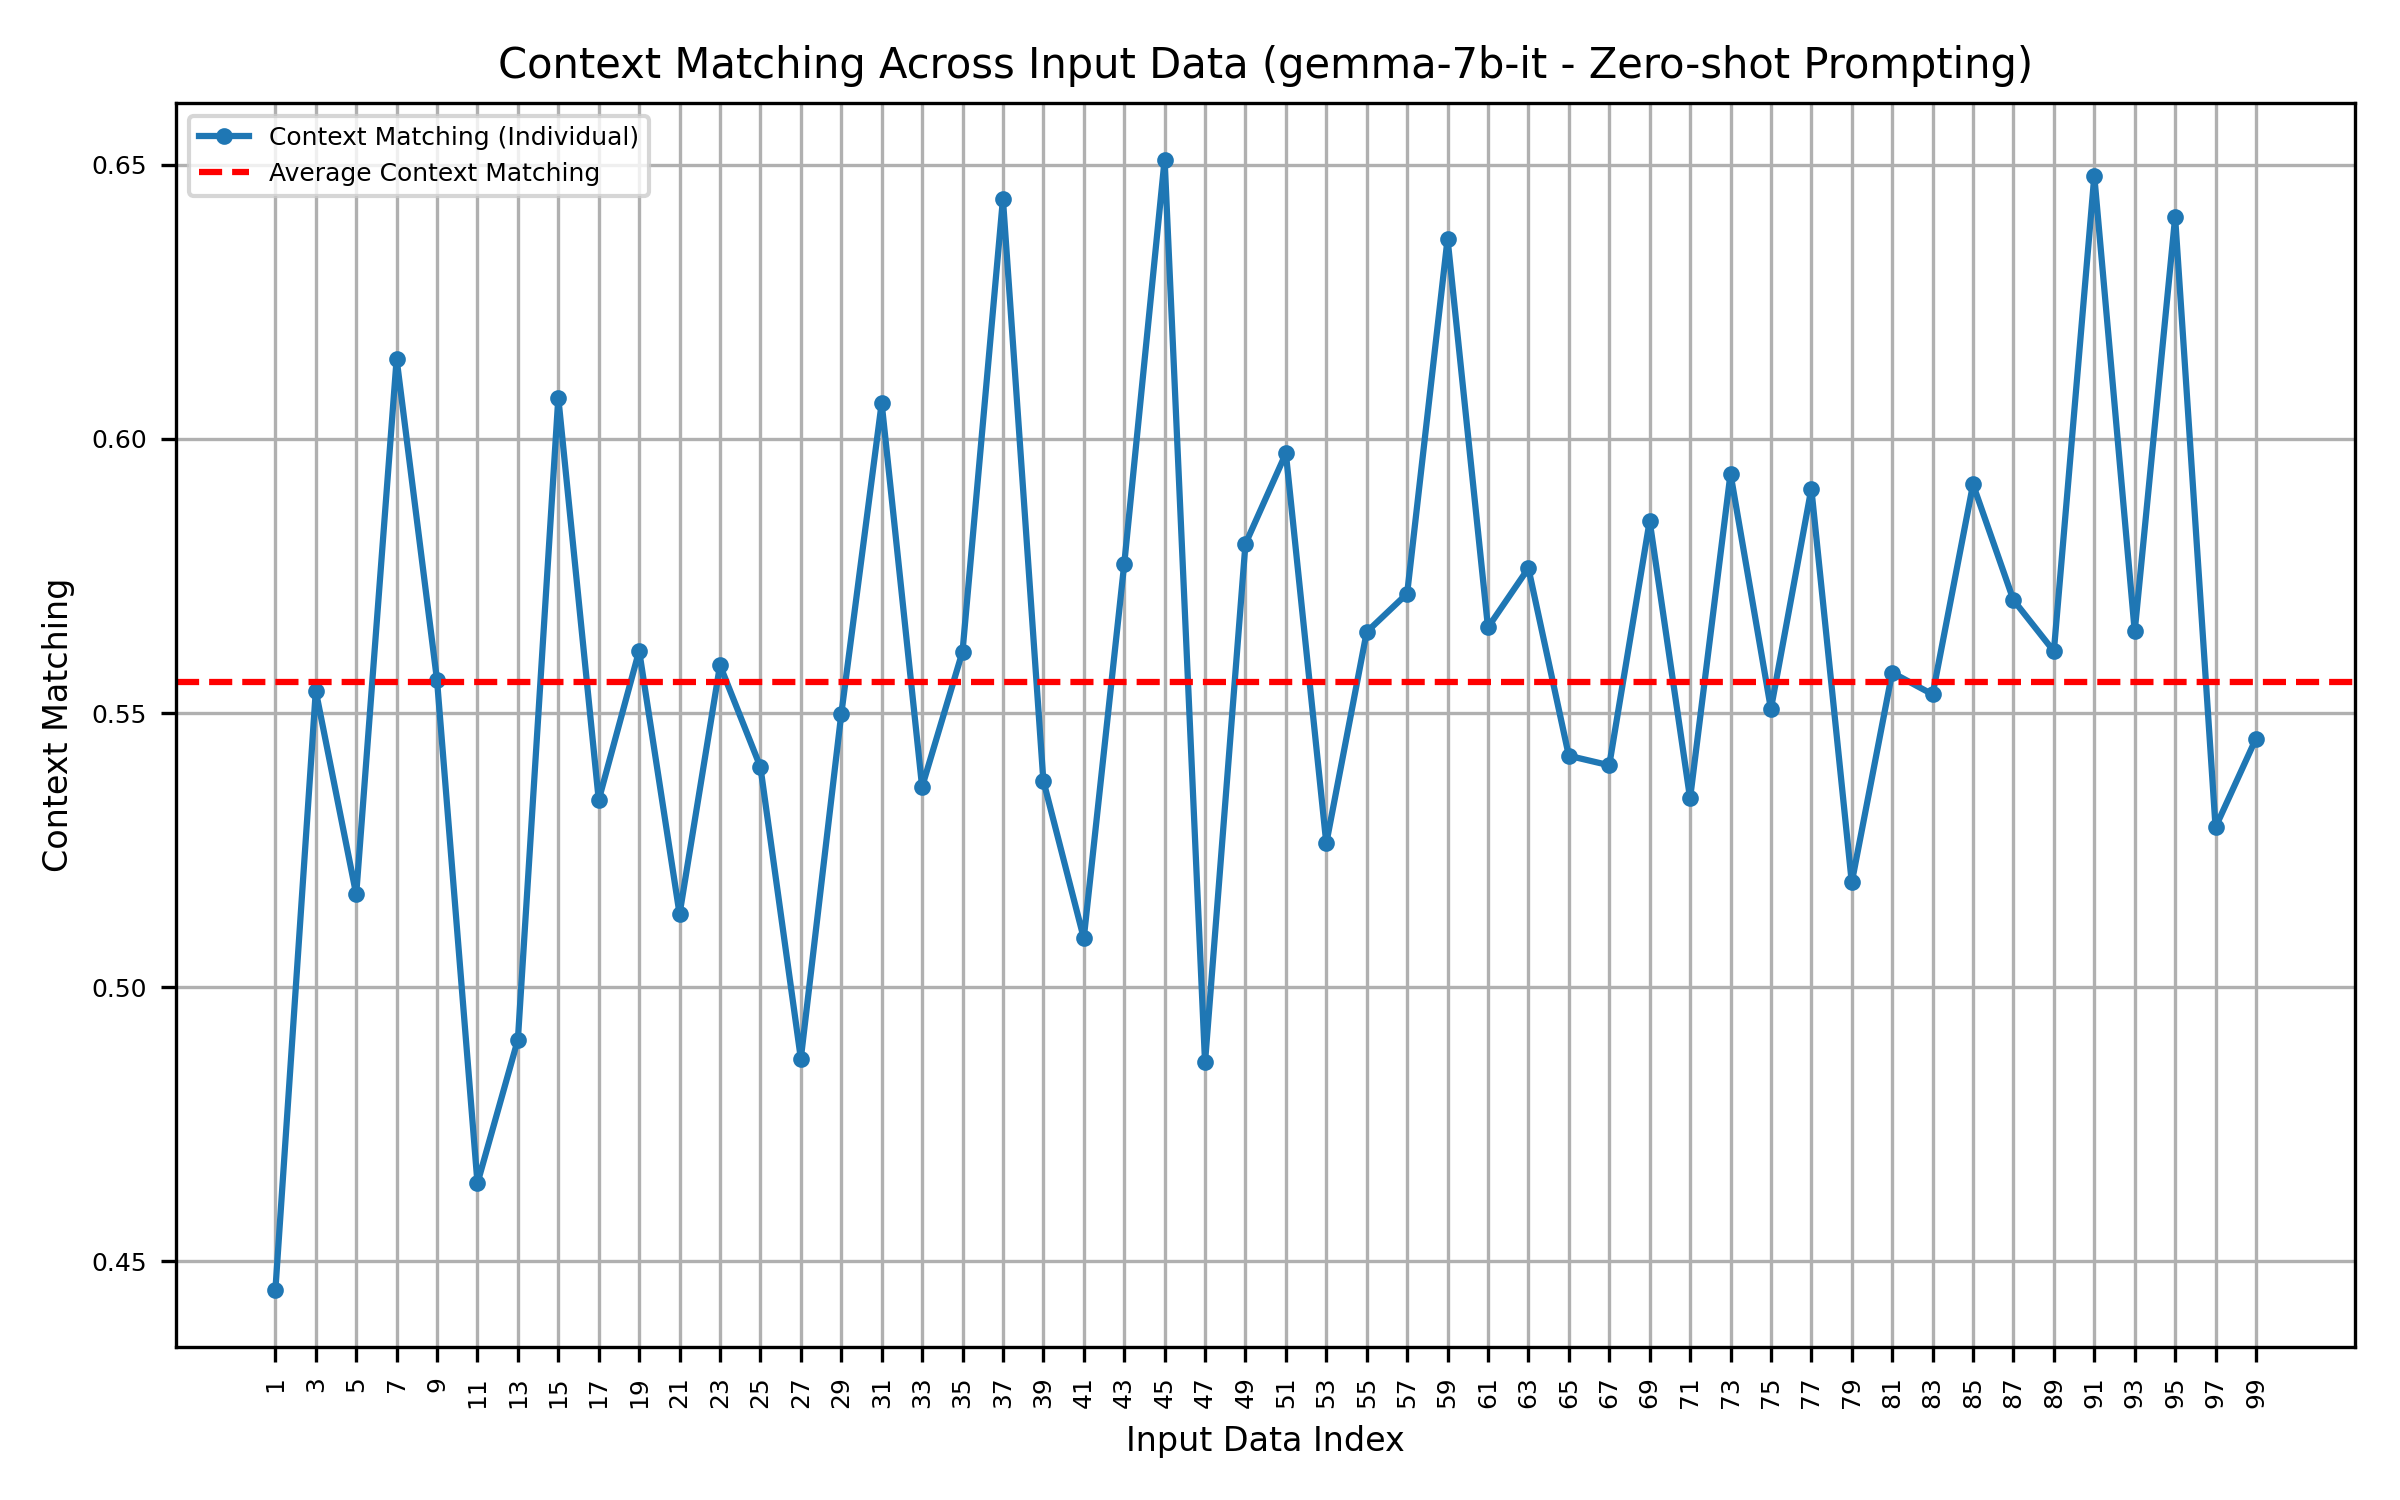 Context Matching Across Input Data (gemma-7b-it - Zero-shot Prompting)
Context Matching (Individual)
Average Context Matching
0.65
0.60
0.55
0.50
0.45
Context Matching
1 3 5 7 9 11 13 15 17 19 21 23 25 27 29 31 33 35 37 39 41 43 45 47 49 51 53 55 57 59 61 63 65 67 69 71 73 75 77 79 81 83 85 87 89 91 93 95 97 99
Input Data Index